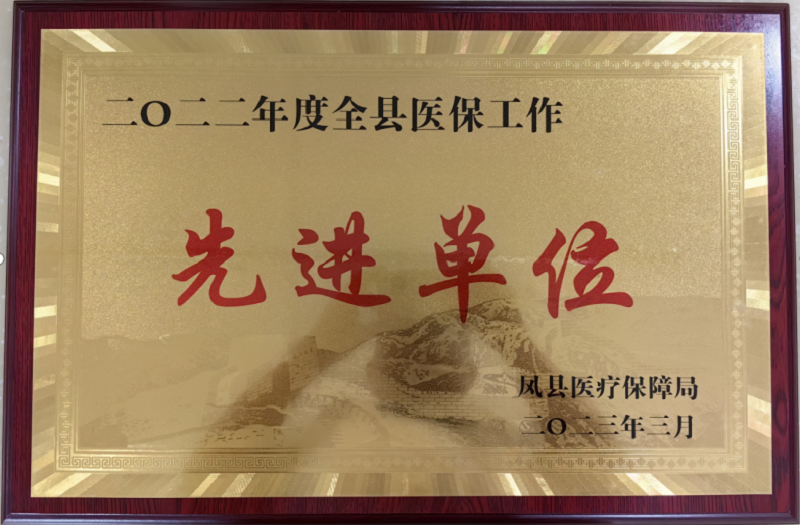 二〇二二年度全县医保工作
先进单位
凤县医疗保障局
二〇二三年三月